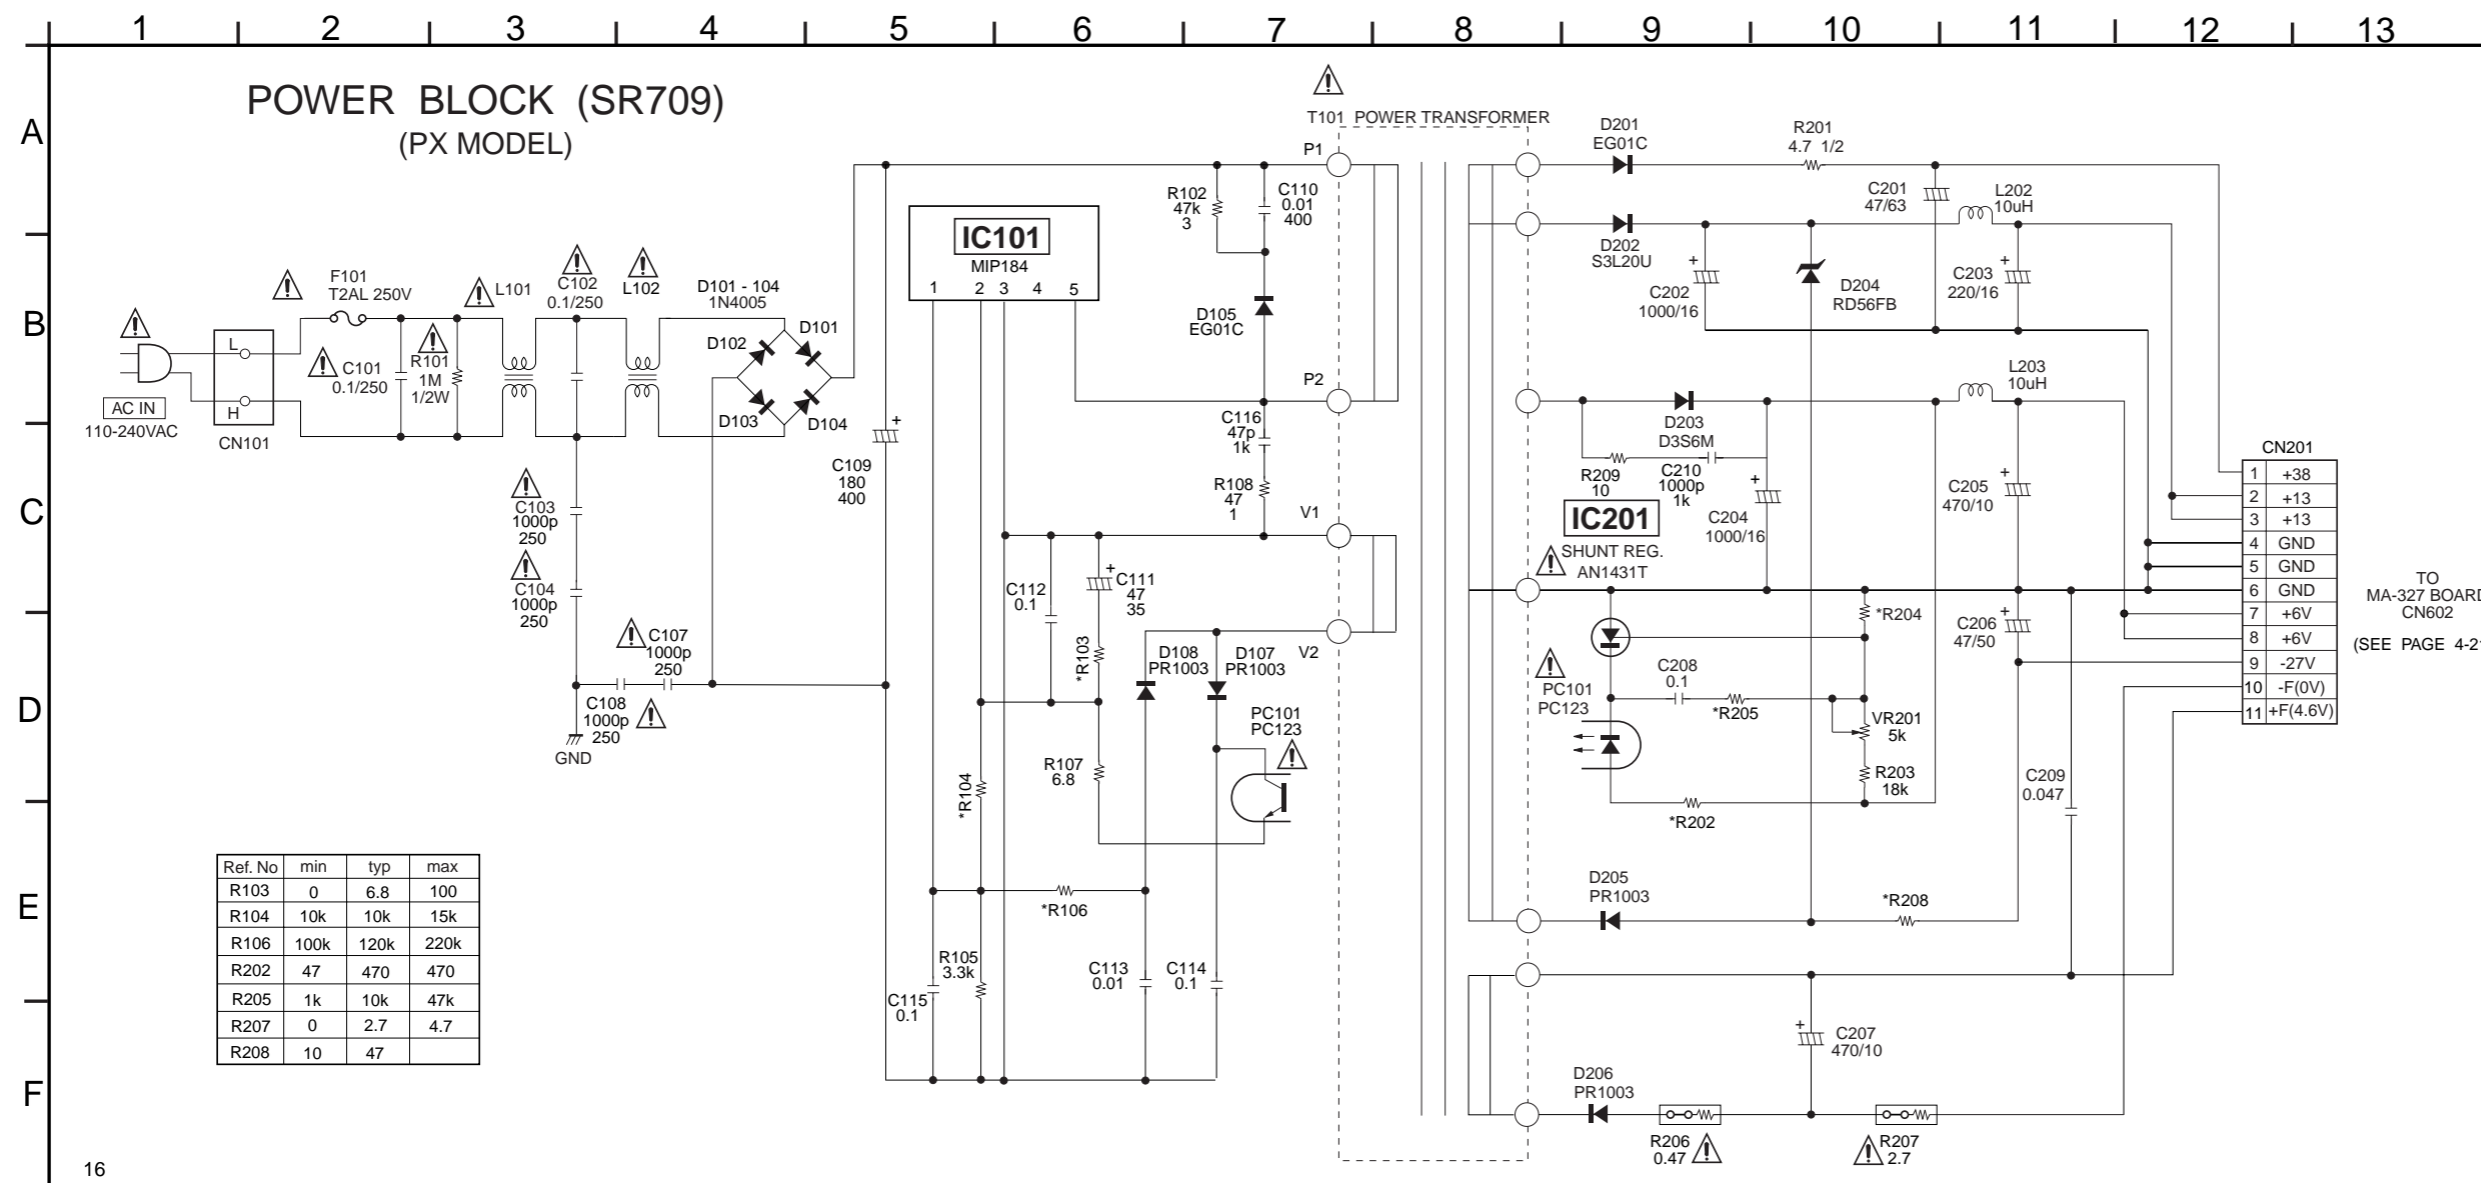 1 2 3 4 5 6 7 8 9 10 11 12 13
A
B
C
D
E
F
POWER BLOCK (SR709)
(PX MODEL)
AC IN
110-240VAC
L
H
CN101
F101
T2AL 250V
C101
0.1/250
R101
1M
1/2W
L101
C102
0.1/250
L102
D101 - 104
1N4005
D101
D102
D103
D104
C103
1000p
250
C104
1000p
250
C107
1000p
250
C108
1000p
250
GND
C109
180
400
+
IC101
MIP184
1 2 3 4 5
R102
47k
3
C110
0.01
400
D105
EG01C
C116
47p
1k
R108
47
1
C112
0.1
+
C111
47
35
*R103
D108
PR1003
D107
PR1003
PC101
PC123
R107
6.8
*R104
*R106
R105
3.3k
C115
0.1
C113
0.01
C114
0.1
T101 POWER TRANSFORMER
P1
P2
V1
V2
D201
EG01C
R201
4.7 1/2
C201
47/63
L202
10uH
D202
S3L20U
+
C202
1000/16
D204
RD56FB
+
C203
220/16
L203
10uH
D203
D3S6M
R209
10
C210
1000p
1k
+
C204
1000/16
+
C205
470/10
IC201
SHUNT REG.
AN1431T
*R204
+
C206
47/50
PC101
PC123
C208
0.1
*R205
VR201
5k
R203
18k
*R202
C209
0.047
D205
PR1003
*R208
+
C207
470/10
D206
PR1003
R206
0.47
R207
2.7
CN201
1 +38
2 +13
3 +13
4 GND
5 GND
6 GND
7 +6V
8 +6V
9 -27V
10 -F(0V)
11 +F(4.6V)
TO
MA-327 BOARD
CN602
(SEE PAGE 4-21
Ref. No min typ max
R103 0 6.8 100
R104 10k 10k 15k
R106 100k 120k 220k
R202 47 470 470
R205 1k 10k 47k
R207 0 2.7 4.7
R208 10 47
16